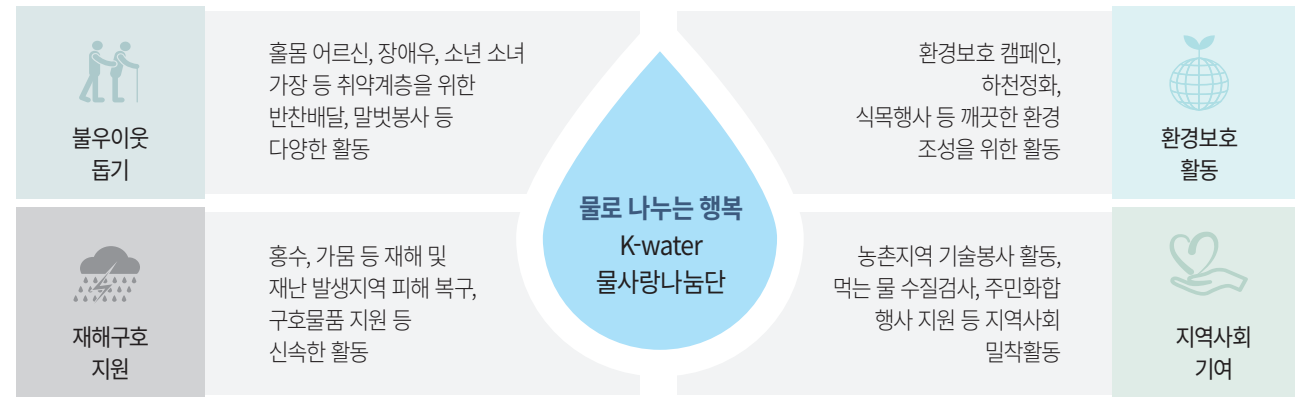 불우이웃
돕기
홀몸 어르신, 장애우, 소년 소녀
가장 등 취약계층을 위한
반찬배달, 말벗봉사 등
다양한 활동
환경보호 캠페인,
하천정화,
식목행사 등 깨끗한 환경
조성을 위한 활동
환경보호
활동
물로 나누는 행복
K-water
물사랑나눔단
재해구호
지원
홍수, 가뭄 등 재해 및
재난 발생지역 피해 복구,
구호물품 지원 등
신속한 활동
농촌지역 기술봉사 활동,
먹는 물 수질검사, 주민화합
행사 지원 등 지역사회
밀착활동
지역사회
기여